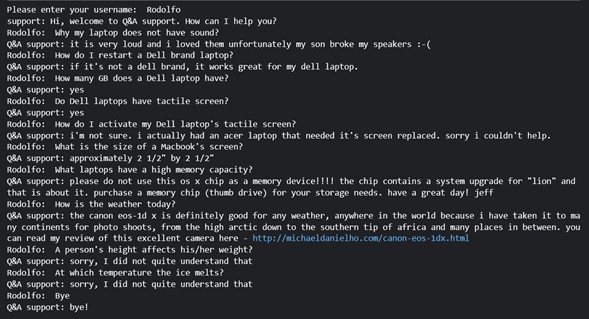 Please enter your username:  Rodolfo
support: Hi, welcome to Q&A support. How can I help you?
Rodolfo:  Why my laptop does not have sound?
Q&A support: it is very loud and i loved them unfortunately my son broke my speakers :-(
Rodolfo:  How do I restart a Dell brand laptop?
Q&A support: if it's not a dell brand, it works great for my dell laptop.
Rodolfo:  How many GB does a Dell laptop have?
Q&A support: yes
Rodolfo:  Do Dell laptops have tactile screen?
Q&A support: yes
Rodolfo:  How do I activate my Dell laptop's tactile screen?
Q&A support: i'm not sure. i actually had an acer laptop that needed it's screen replaced. sorry i couldn't help.
Rodolfo:  What is the size of a Macbook's screen?
Q&A support: approximately 2 1/2" by 2 1/2"
Rodolfo:  What laptops have a high memory capacity?
Q&A support: please do not use this os x chip as a memory device!!!! the chip contains a system upgrade for "lion" and
that is about it. purchase a memory chip (thumb drive) for your storage needs. have a great day! jeff
Rodolfo:  How is the weather today?
Q&A support: the canon eos-1d x is definitely good for any weather, anywhere in the world because i have taken it to ma
ny continents for photo shoots, from the high arctic down to the southern tip of africa and many places in between. you
can read my review of this excellent camera here - http://michaeldanielho.com/canon-eos-1dx.html
Rodolfo:  A person's height affects his/her weight?
Q&A support: sorry, I did not quite understand that
Rodolfo:  At which temperature the ice melts?
Q&A support: sorry, I did not quite understand that
Rodolfo:  Bye
Q&A support: bye!